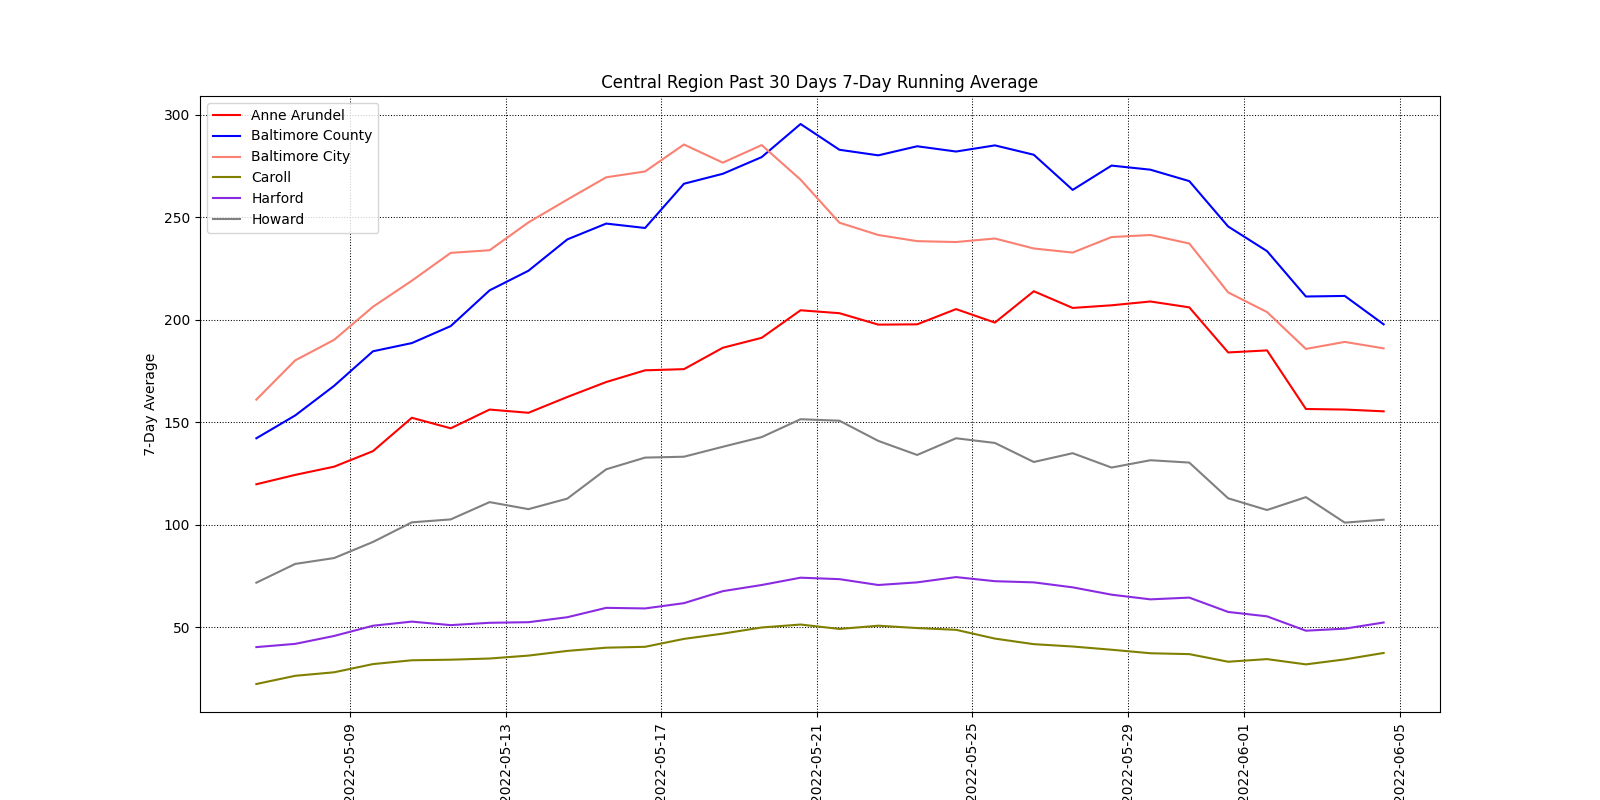 Central Region Past 30 Days 7-Day Running Average
300
250
200
150
100
50
7-Day Average
Anne Arundel
Baltimore County
Baltimore City
Caroll
Harford
Howard
2022-05-09
2022-05-13
2022-05-17
2022-05-21
2022-05-25
2022-05-29
2022-06-01
2022-06-05